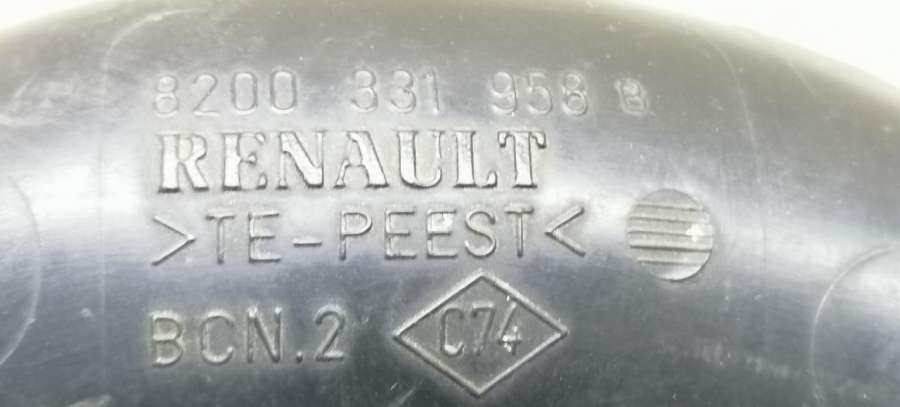 8200 331 958 B
RENAULT
>TE-PEEST<
BCN.2 C74